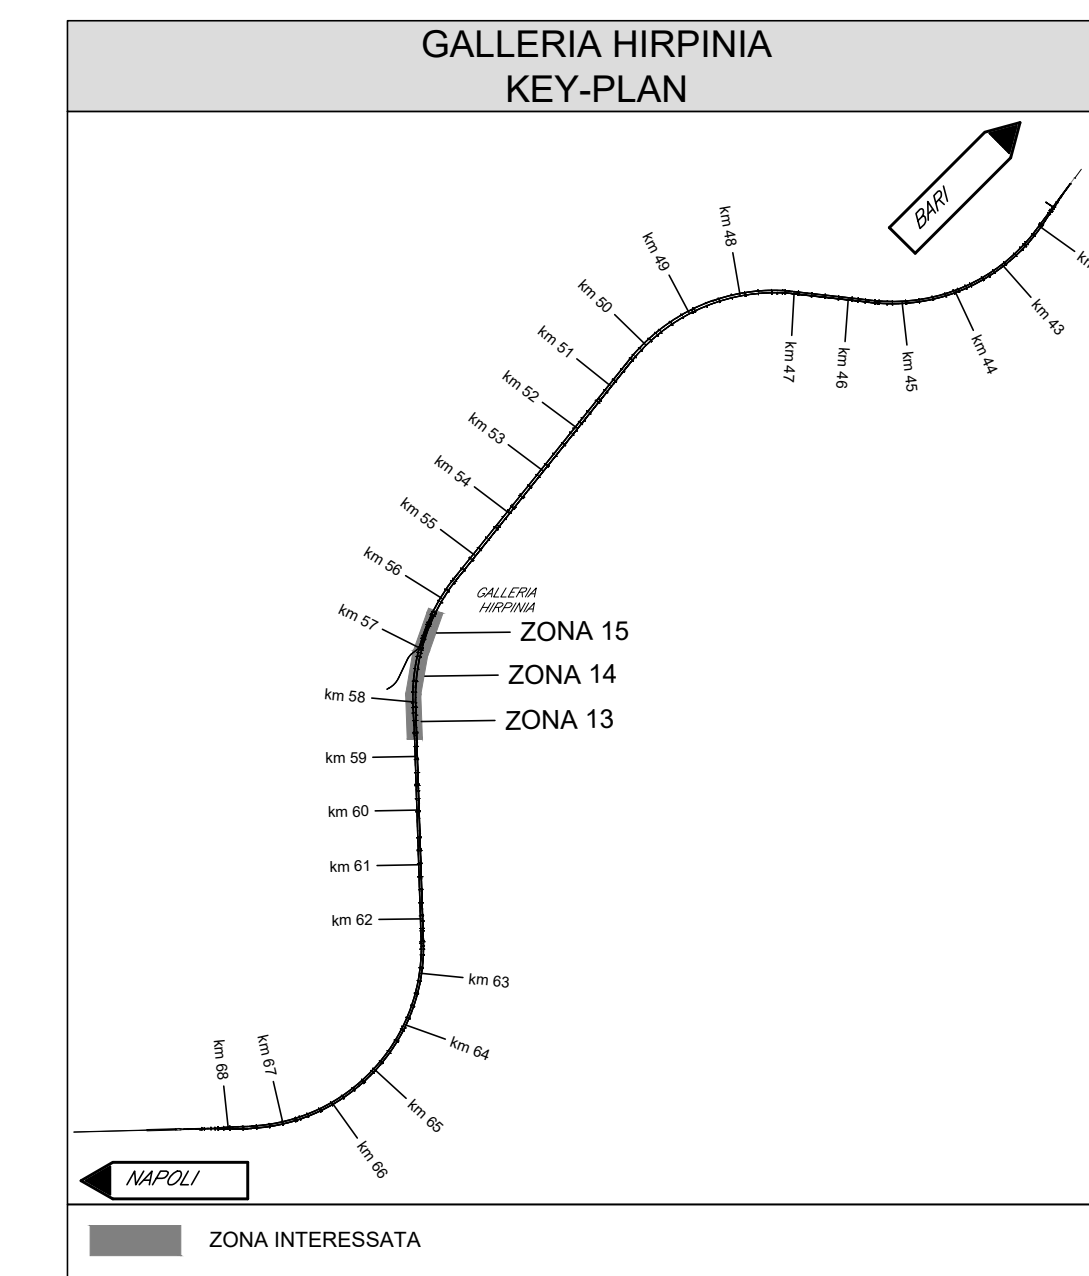 GALLERIA HIRPINIA
KEY-PLAN
BARI
km 48
km 49
km 50
km 51
km 52
km 53
km 54
km 55
km 56
km 57
km 47
km 46
km 45
km 44
km 43
GALLERIA
HIRPINIA
ZONA 15
ZONA 14
ZONA 13
km 58
km 59
km 60
km 61
km 62
km 63
km 64
km 65
km 66
km 67
km 68
NAPOLI
ZONA INTERESSATA